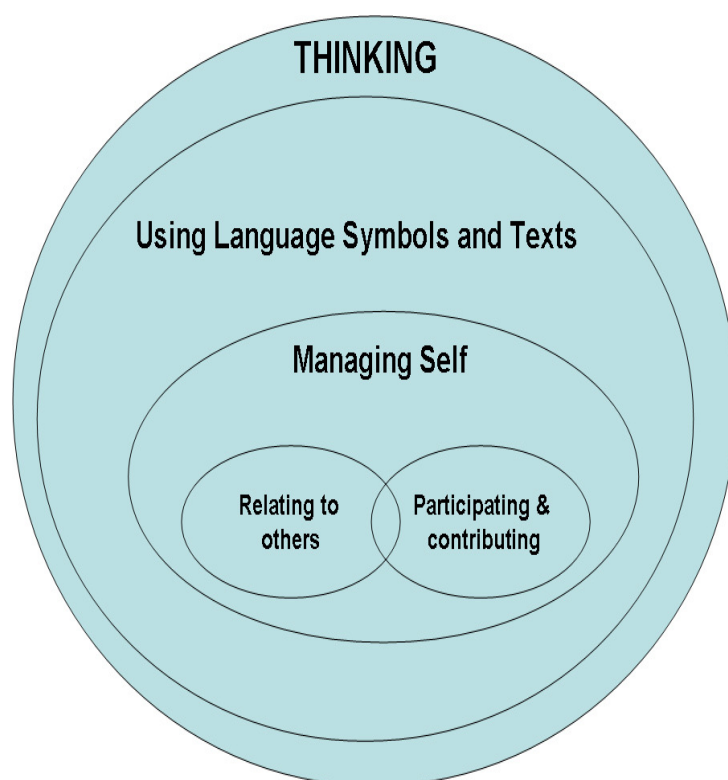 THINKING
Using Language Symbols and Texts
Managing Self
Relating to
others
Participating &
contributing